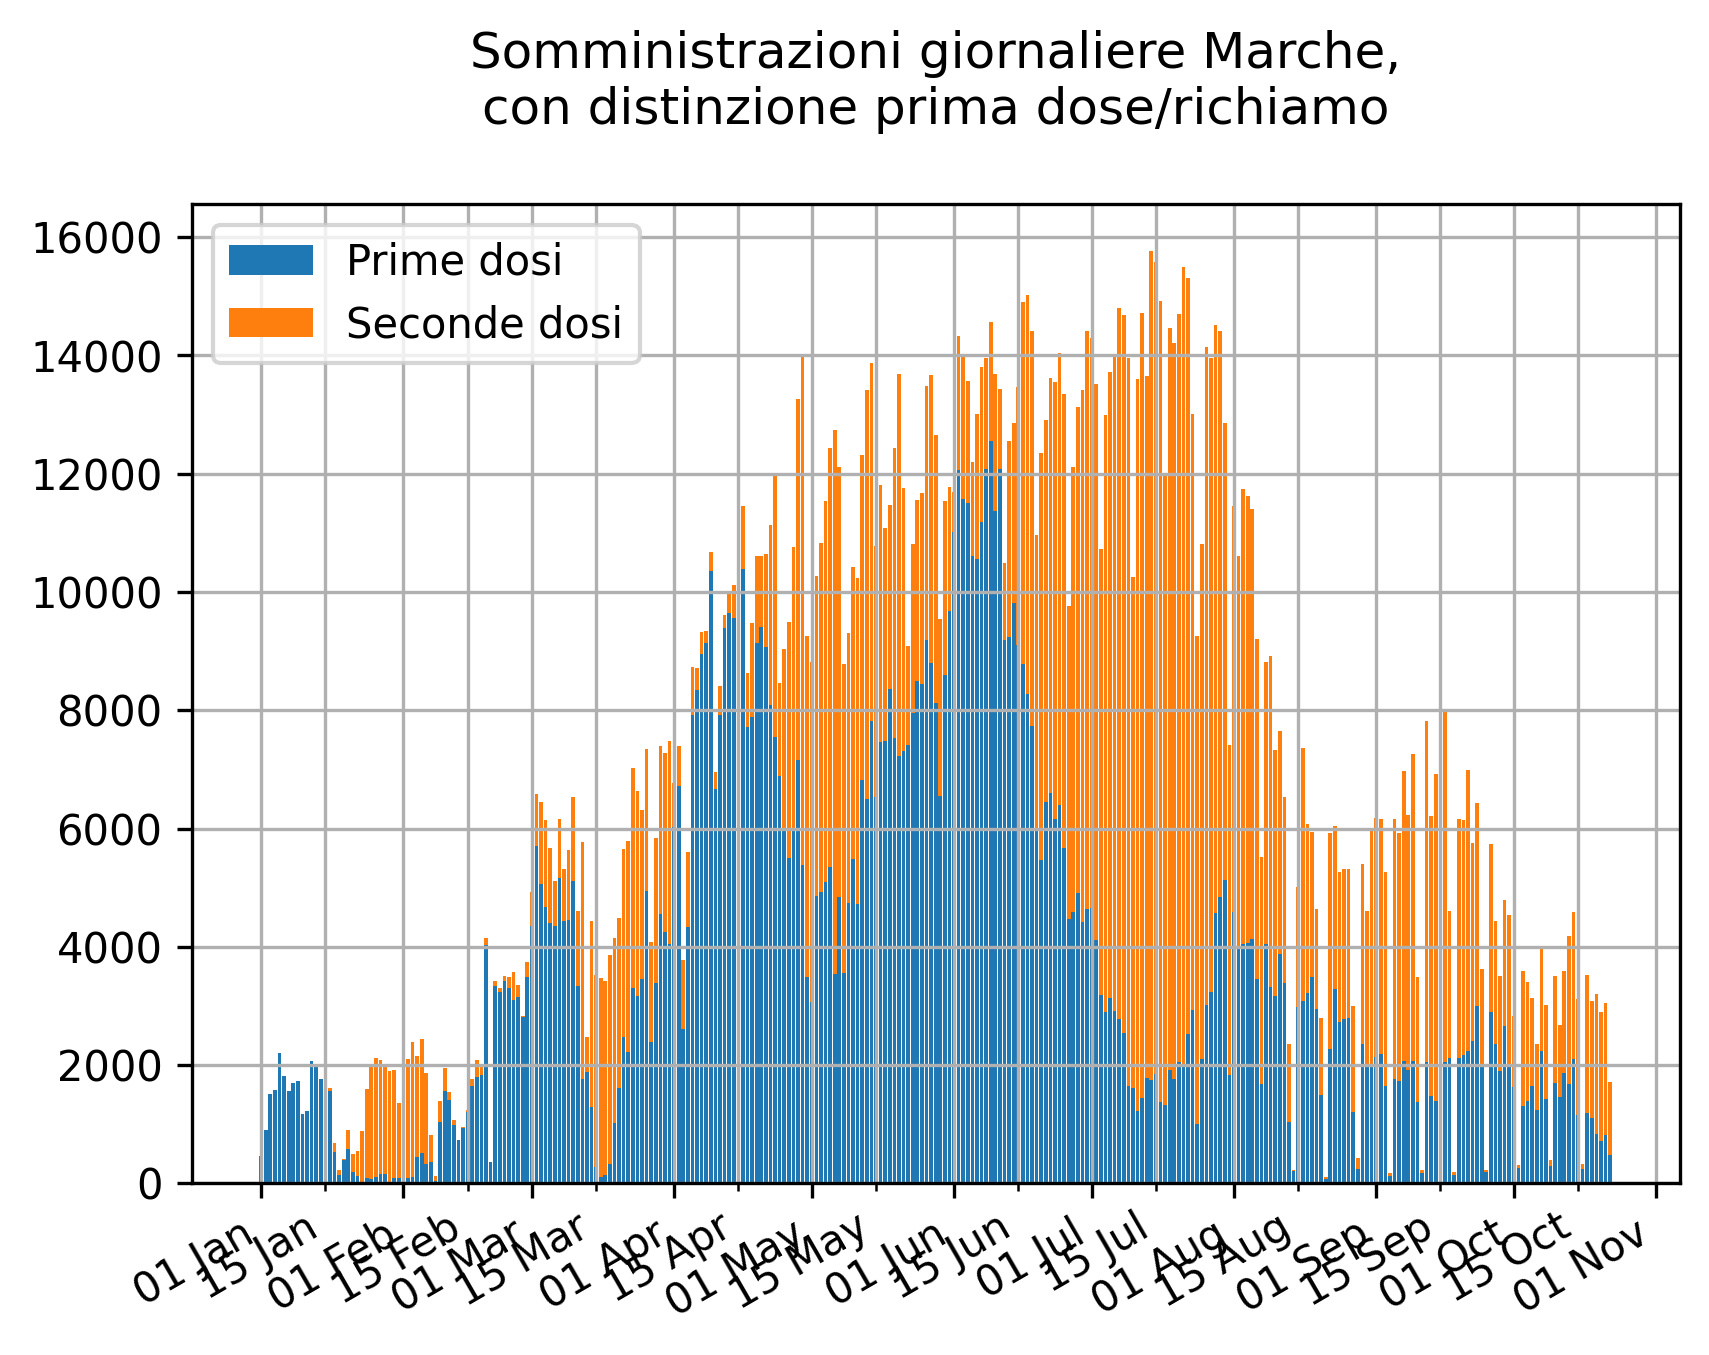 Somministrazioni giornaliere Marche,
con distinzione prima dose/richiamo
Prime dosi
Seconde dosi
16000
14000
12000
10000
8000
6000
4000
2000
0
01 Jan
15 Jan
01 Feb
15 Feb
01 Mar
15 Mar
01 Apr
15 Apr
01 May
15 May
01 Jun
15 Jun
01 Jul
15 Jul
01 Aug
15 Aug
01 Sep
15 Sep
01 Oct
15 Oct
01 Nov